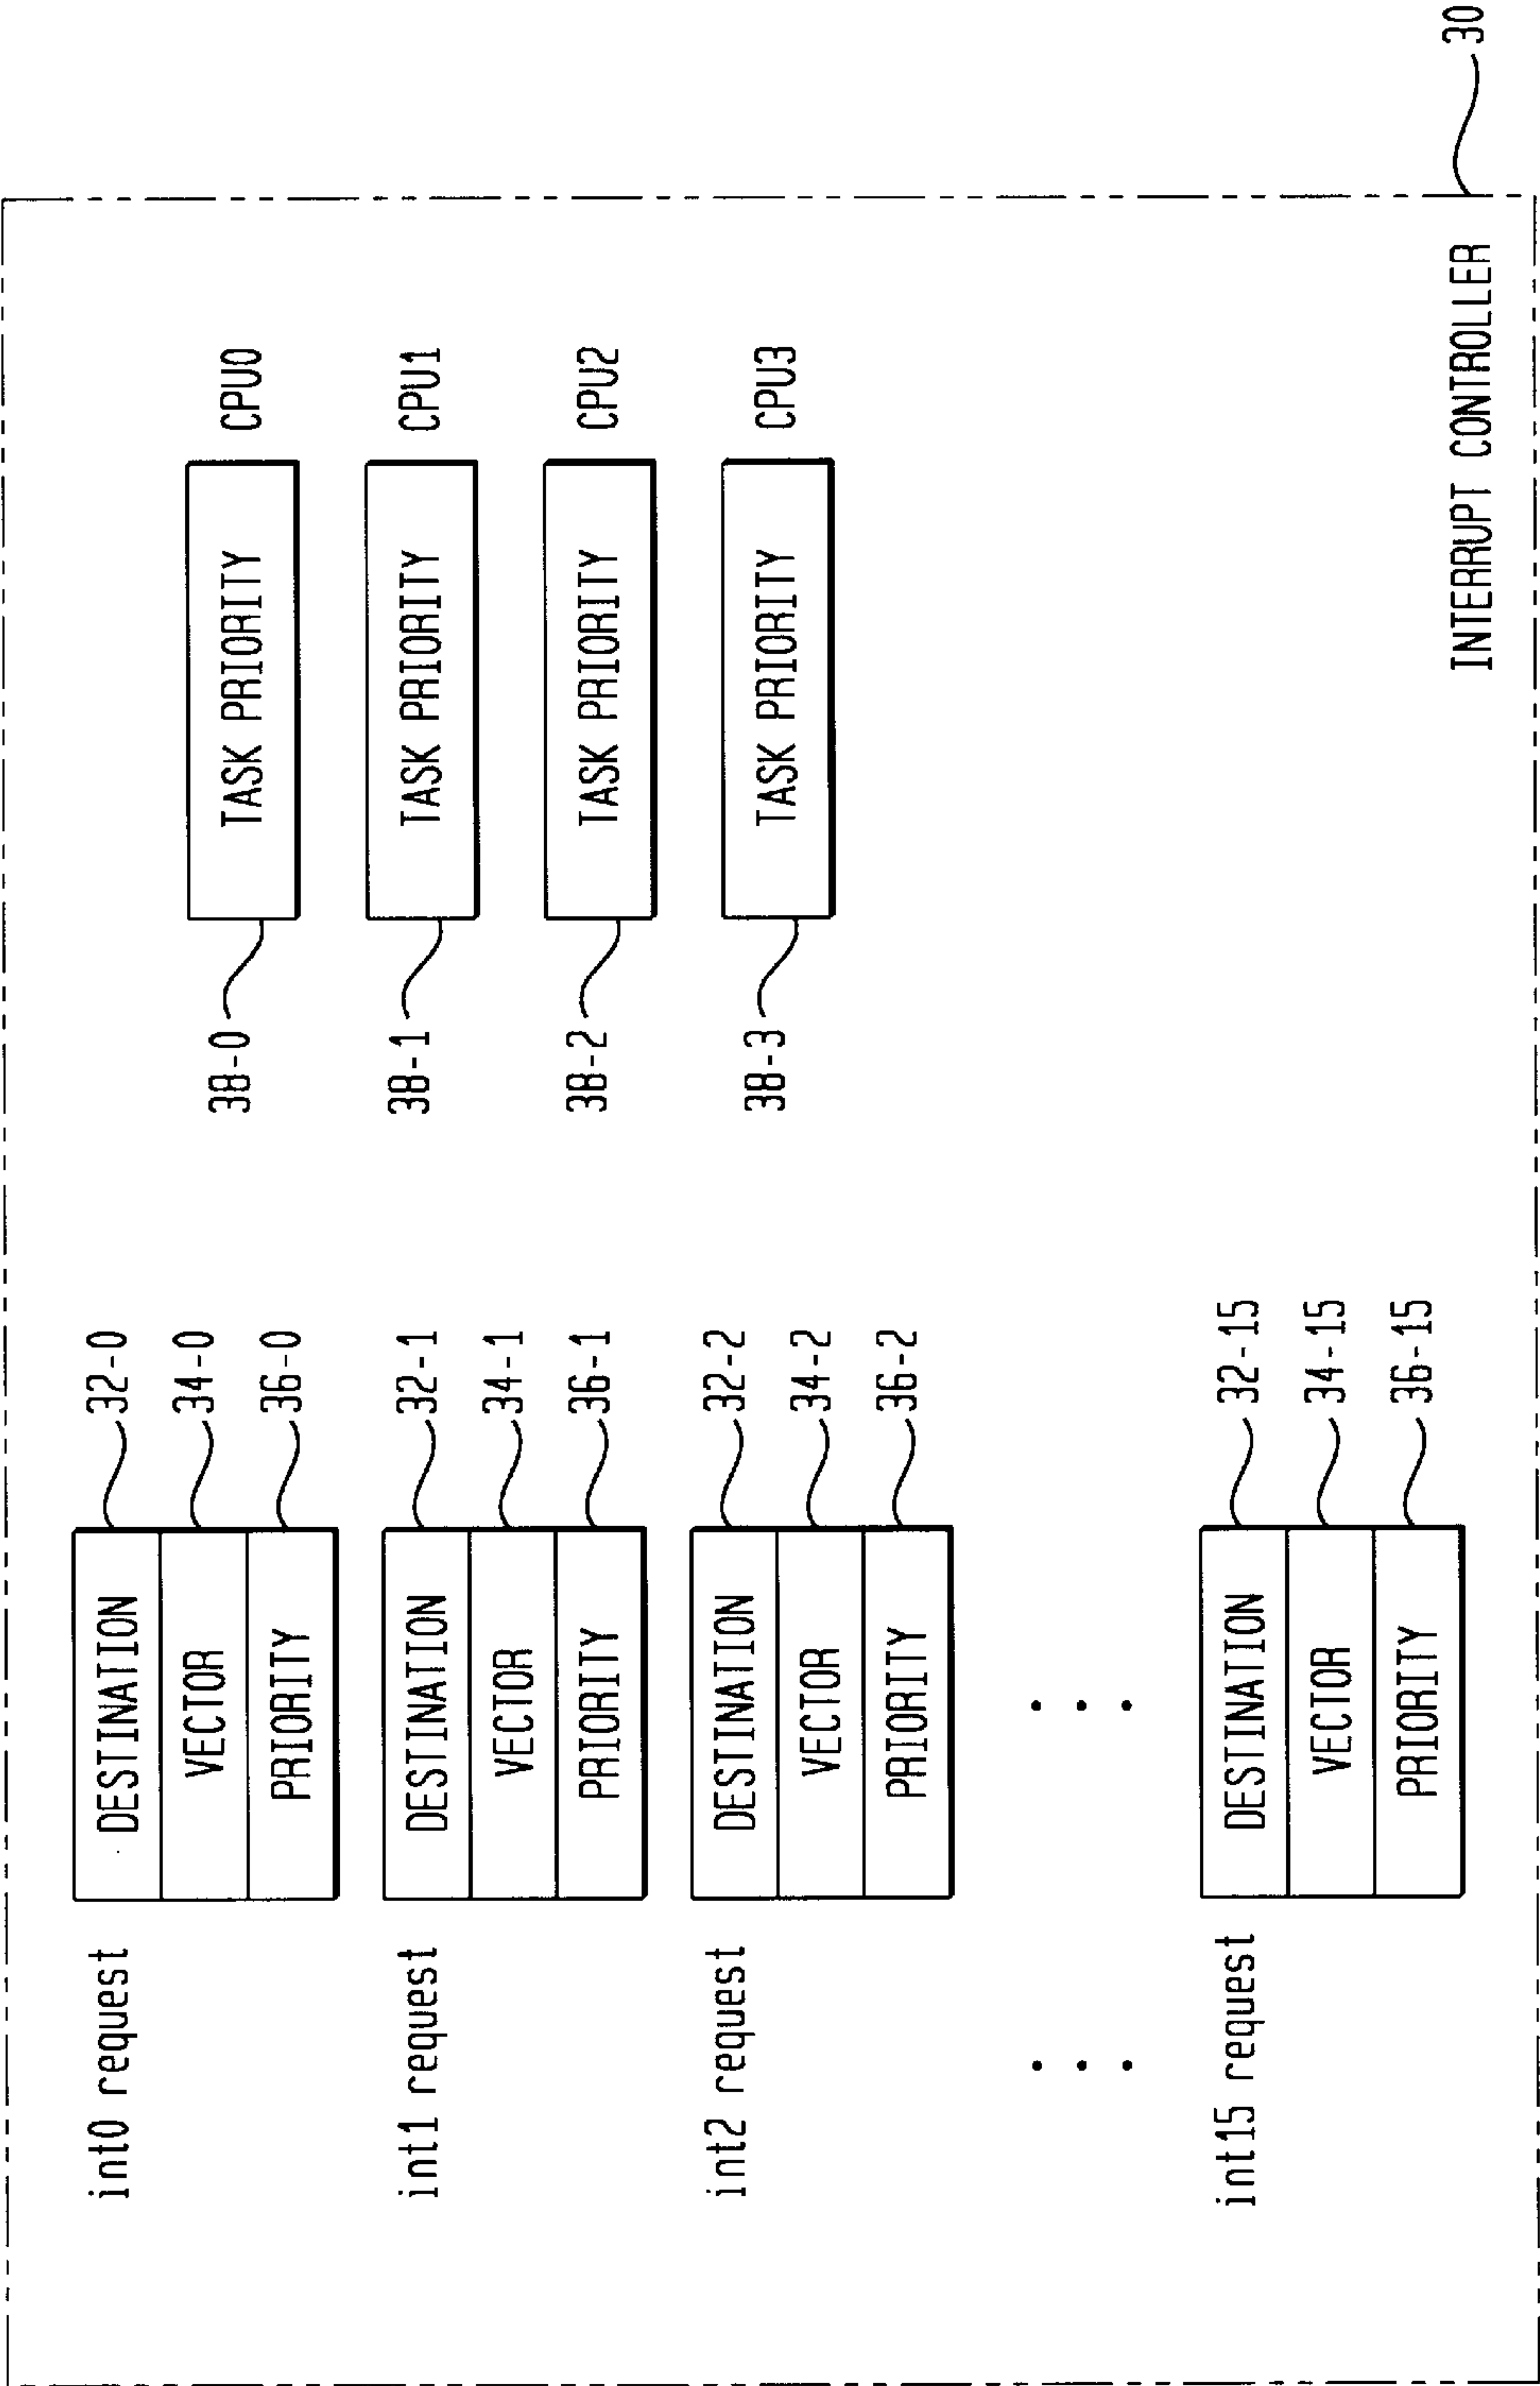 int0 request
DESTINATION
32-0
VECTOR
34-0
PRIORITY
36-0
int1 request
DESTINATION
32-1
VECTOR
34-1
PRIORITY
36-1
int2 request
DESTINATION
32-2
VECTOR
34-2
PRIORITY
36-2
. . .
. . .
int15 request
DESTINATION
32-15
VECTOR
34-15
PRIORITY
36-15
38-0
TASK PRIORITY
CPU0
38-1
TASK PRIORITY
CPU1
38-2
TASK PRIORITY
CPU2
38-3
TASK PRIORITY
CPU3
INTERRUPT CONTROLLER
30